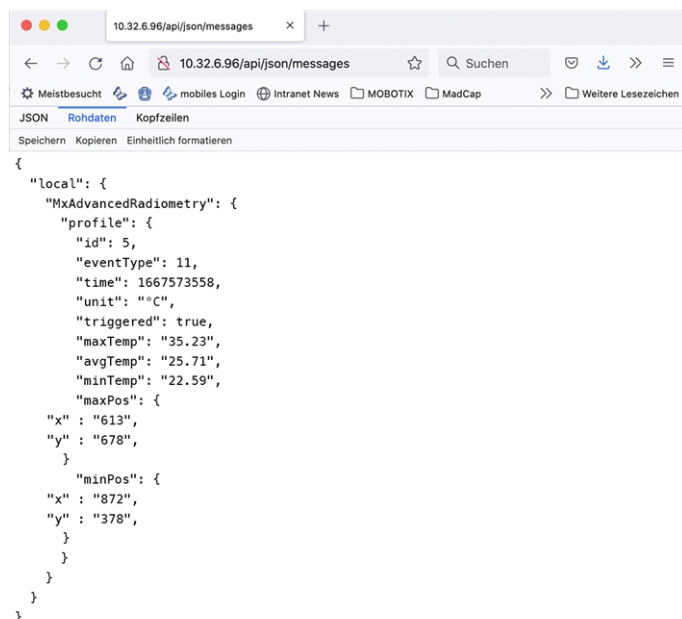 10.32.6.96/api/json/messages
10.32.6.96/api/json/messages Suchen
Meistbesucht mobiles Login Intranet News MOBOTIX MadCap Weitere Lesezeichen
JSON Rohdaten Kopfzeilen
Speichern Kopieren Einheitlich formatieren
{
"local": {
"MxAdvancedRadiometry": {
"profile": {
"id": 5,
"eventType": 11,
"time": 1667573558,
"unit": "°C",
"triggered": true,
"maxTemp": "35.23",
"avgTemp": "25.71",
"minTemp": "22.59",
"maxPos": {
"x" : "613",
"y" : "678",
}
"minPos": {
"x" : "872",
"y" : "378",
}
}
}
}
}